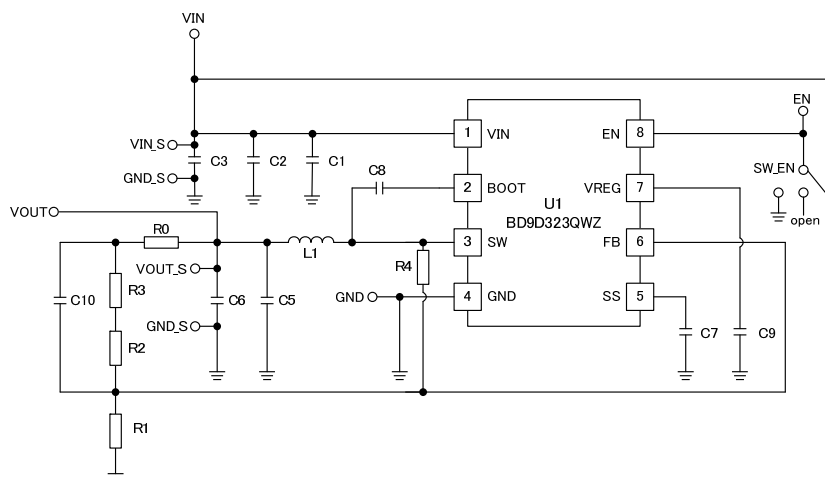 VIN
EN
VIN_S
C3
C2
C1
1
VIN
EN
8
GND_S
C8
2
BOOT
VREG
7
SW_EN
U1
BD9D323QWZ
open
VOUT
R0
L1
3
SW
FB
6
R4
VOUT_S
C10
R3
C6
C5
GND
4
GND
SS
5
GND_S
C7
C9
R2
R1